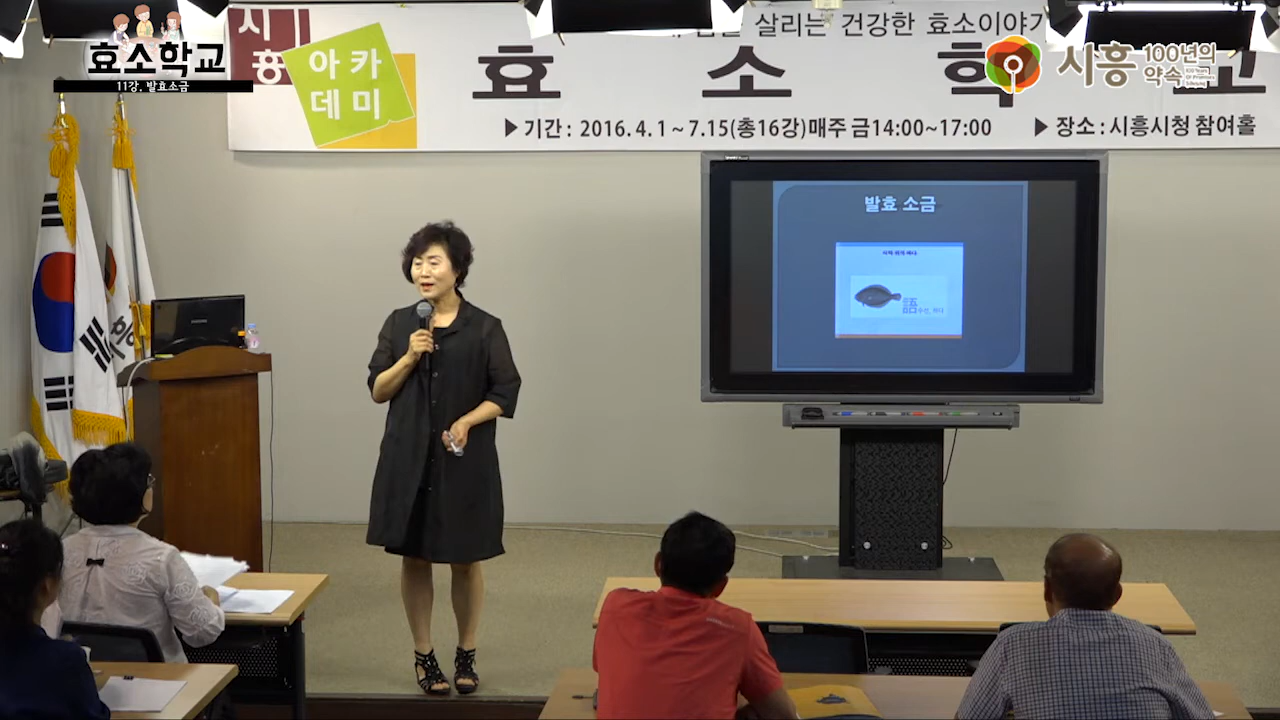 효소학교
11강. 발효소금
시흥
아카데미
살리는 건강한 효소이야기
효 소 학 교
▶기간 : 2016. 4. 1 ~ 7.15(총16강)매주 금14:00~17:00
▶장소 : 시흥시청 참여홀
시흥 100년의 약속
발효 소금
語